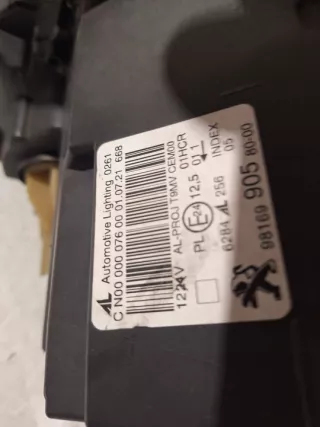 AL Automotive Lighting 0261
C N00 000 076 00 01.07.21 668
12V AL-PROJ T9MV CEM00
PL E24 12,5 01HCR
6284 AL 256 INDEX 05
98169 905 80-00